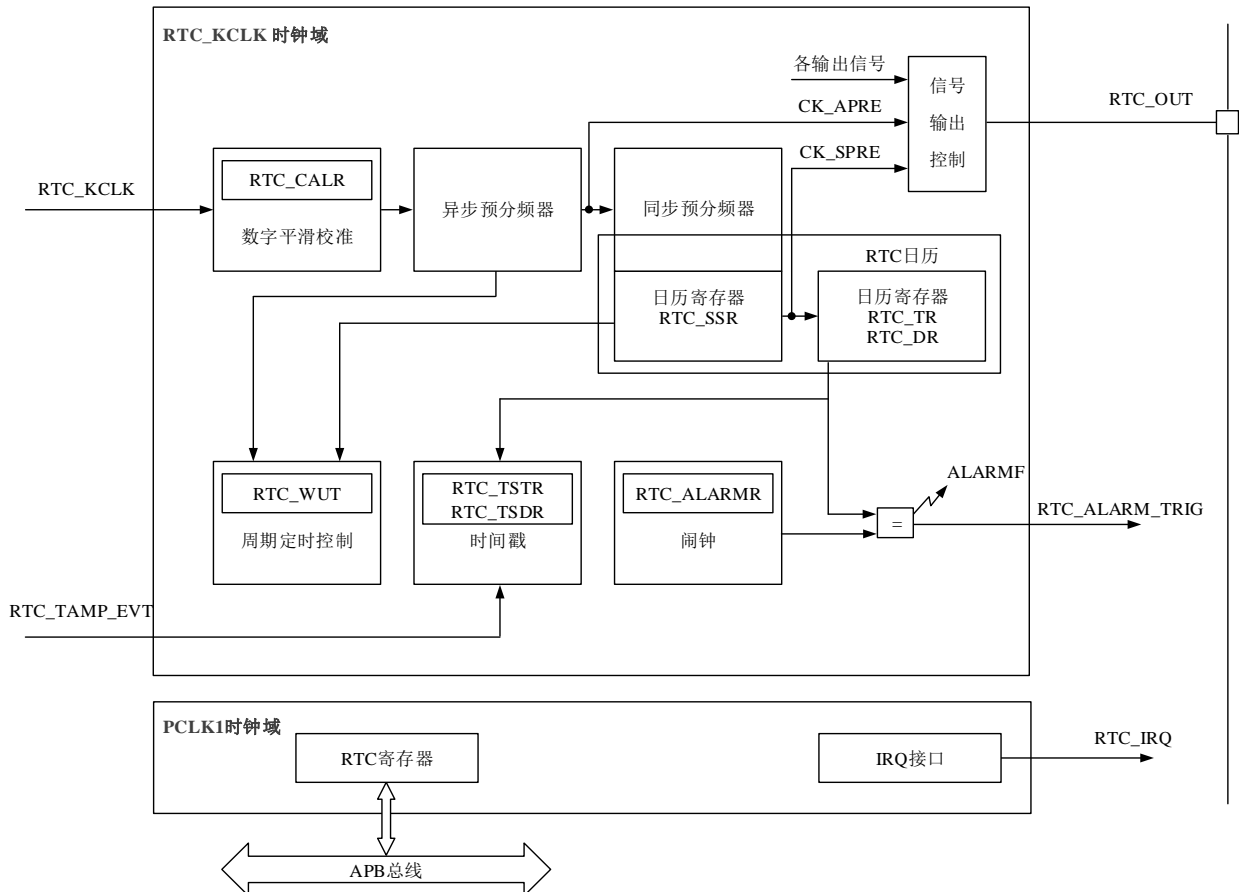 RTC_KCLK 时钟域
各输出信号
信号
输出
控制
RTC_OUT
CK_APRE
CK_SPRE
RTC_KCLK
RTC_CALR
数字平滑校准
异步预分频器
同步预分频器
RTC日历
日历寄存器
RTC_SSR
日历寄存器
RTC_TR
RTC_DR
RTC_WUT
周期定时控制
RTC_TSTR
RTC_TSDR
时间戳
RTC_ALARMR
闹钟
=
ALARMF
RTC_ALARM_TRIG
RTC_TAMP_EVT
PCLK1时钟域
RTC寄存器
IRQ接口
RTC_IRQ
APB总线